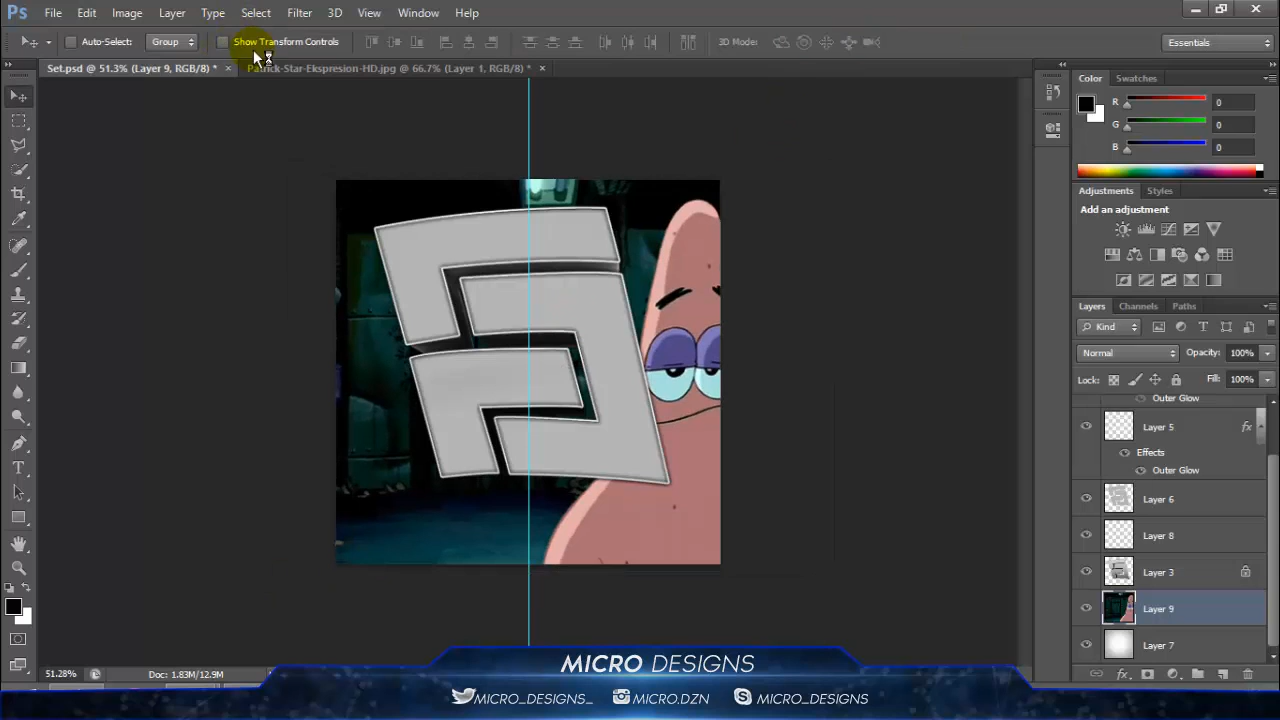 Ps File Edit Image Layer Type Select Filter 3D View Window Help
Auto-Select: Group Show Transform Controls 3D Mode: Essentials
Set.psd @ 51.3% (Layer 9, RGB/8) * × Patrick-Star-Ekspresion-HD.jpg @ 66.7% (Layer 1, RGB/8) * ×
Color Swatches
R 0
G 0
B 0
Adjustments Styles
Add an adjustment
Layers Channels Paths
Kind
Normal Opacity: 100%
Lock: Fill: 100%
Outer Glow
Layer 5 fx
Effects
Outer Glow
Layer 6
Layer 8
Layer 3
Layer 9
Layer 7
51.28% Doc: 1.83M/12.9M
MICRO DESIGNS
MICRO_DESIGNS_ MICRO.DZN MICRO_DESIGNS